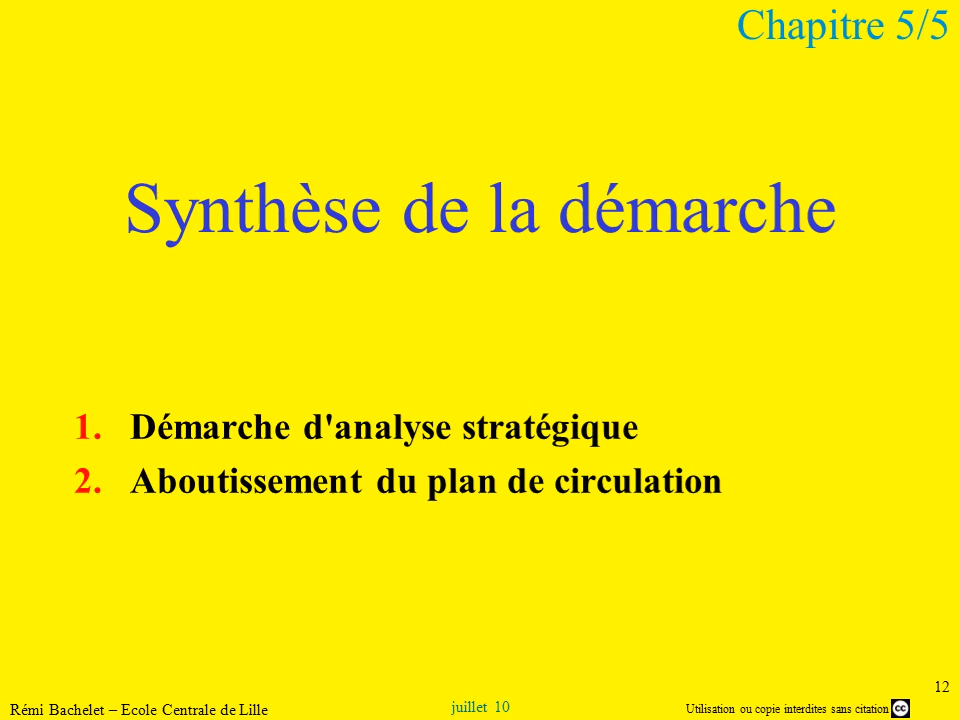 Chapitre 5/5
Synthèse de la démarche
1. Démarche d'analyse stratégique
2. Aboutissement du plan de circulation
12
Rémi Bachelet – Ecole Centrale de Lille
juillet 10
Utilisation ou copie interdites sans citation
cc